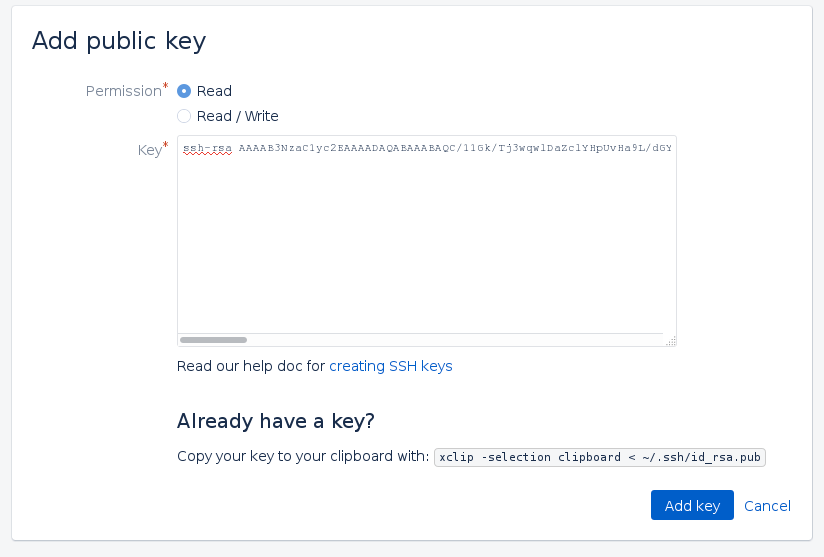 Add public key
Permission*
Read
Read / Write
Key*
ssh-rsa AAAAB3NzaC1yc2EAAAADAQABAAABAQC/11Gk/Tj3wqw1DaZc1YHpUvHa9L/dGY
Read our help doc for creating SSH keys
Already have a key?
Copy your key to your clipboard with: xclip -selection clipboard < ~/.ssh/id_rsa.pub
Add key Cancel